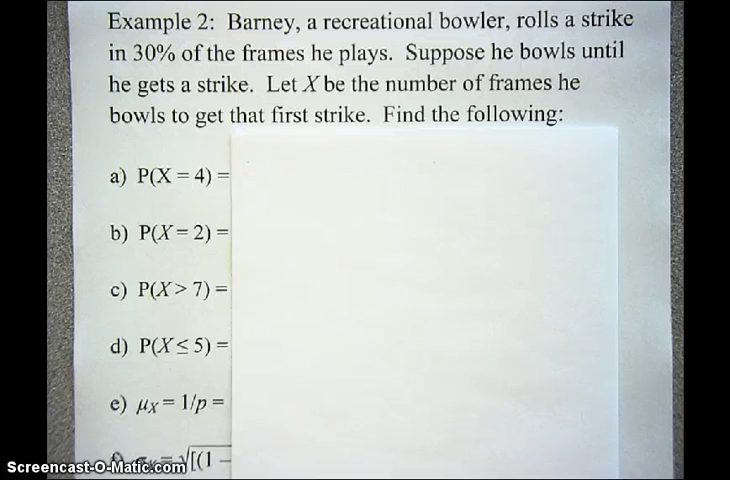 Example 2: Barney, a recreational bowler, rolls a strike
in 30% of the frames he plays. Suppose he bowls until
he gets a strike. Let X be the number of frames he
bowls to get that first strike. Find the following:
a) P(X = 4) =
b) P(X = 2) =
c) P(X > 7) =
d) P(X ≤ 5) =
e) μX = 1/p =
√[(1 –
Screencast-O-Matic.com